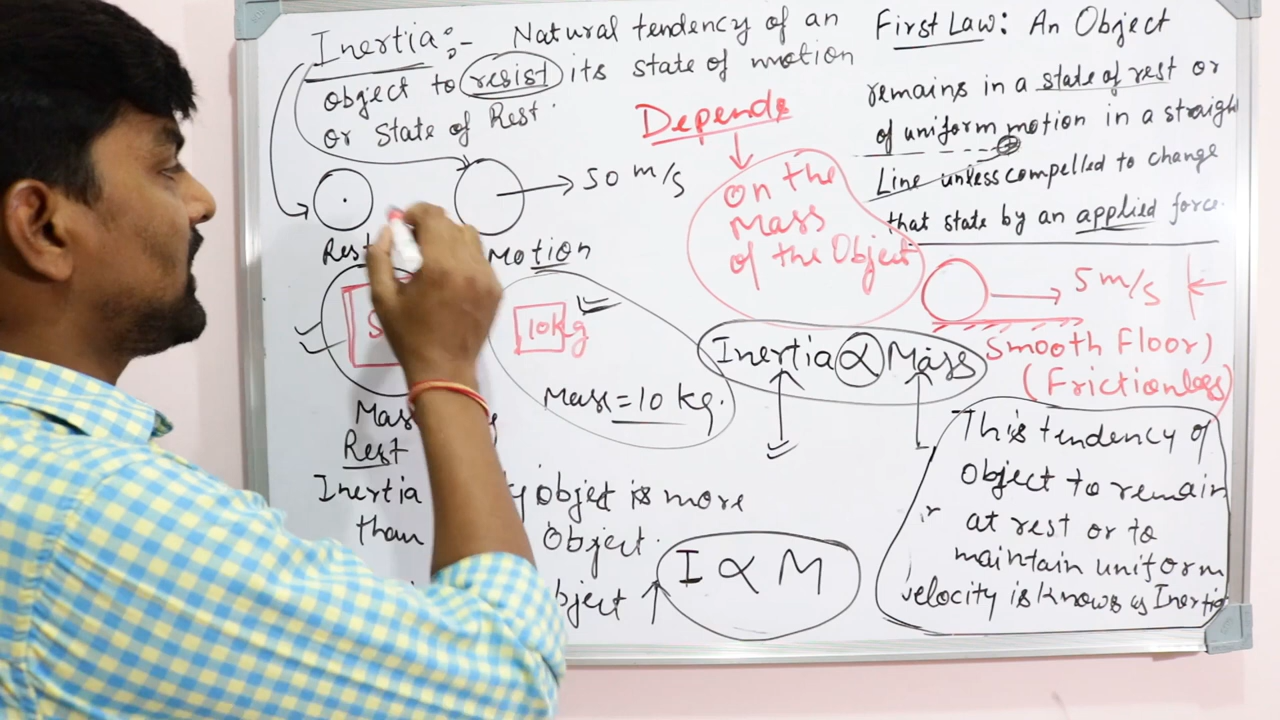 Inertia:- Natural tendency of an
object to resist its state of motion
or state of Rest.
50 m/s
Rest
Motion
Depends
on the
Mass
of the Object
First Law: An Object
remains in a state of rest or
of uniform motion in a straight
Line unless compelled to change
that state by an applied force.
5 m/s
Smooth Floor)
(Frictionless)
10kg
Mass = 10 kg.
Inertia ∝ Mass
Rest
Inertia object is more
than object.
I ∝ M
This tendency of
object to remain
at rest or to
maintain uniform
velocity is known as Inertia